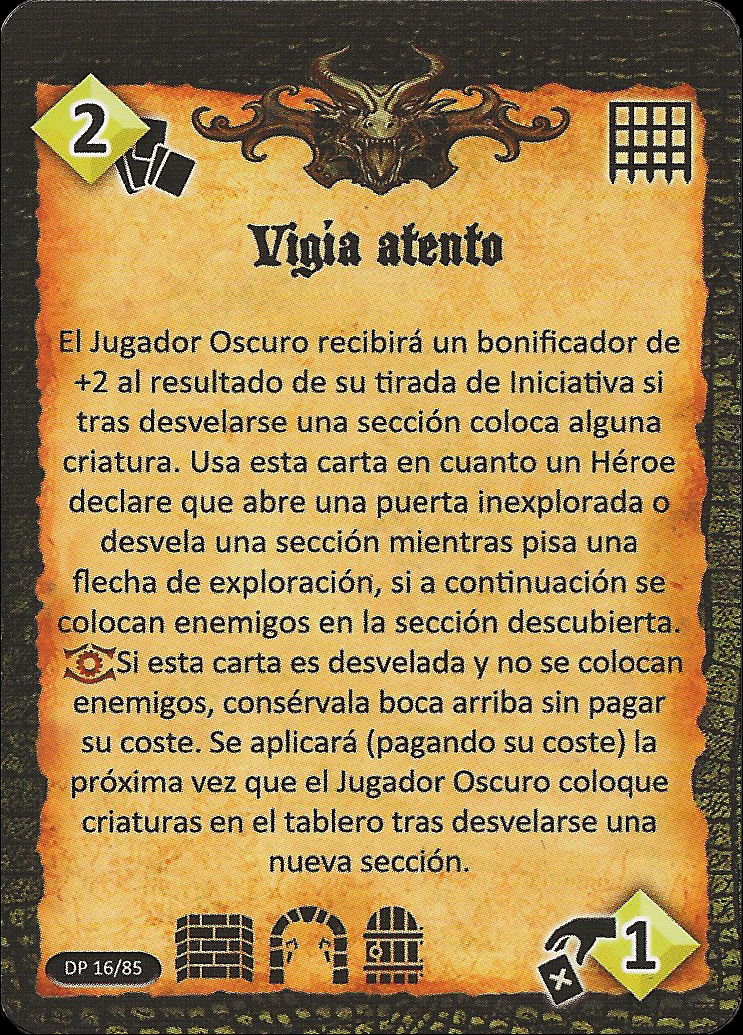 2
Vigía atento
El Jugador Oscuro recibirá un bonificador de
+2 al resultado de su tirada de Iniciativa si
tras desvelarse una sección coloca alguna
criatura. Usa esta carta en cuanto un Héroe
declare que abre una puerta inexplorada o
desvela una sección mientras pisa una
flecha de exploración, si a continuación se
colocan enemigos en la sección descubierta.
Si esta carta es desvelada y no se colocan
enemigos, consérvala boca arriba sin pagar
su coste. Se aplicará (pagando su coste) la
próxima vez que el Jugador Oscuro coloque
criaturas en el tablero tras desvelarse una
nueva sección.
DP 16/85
1